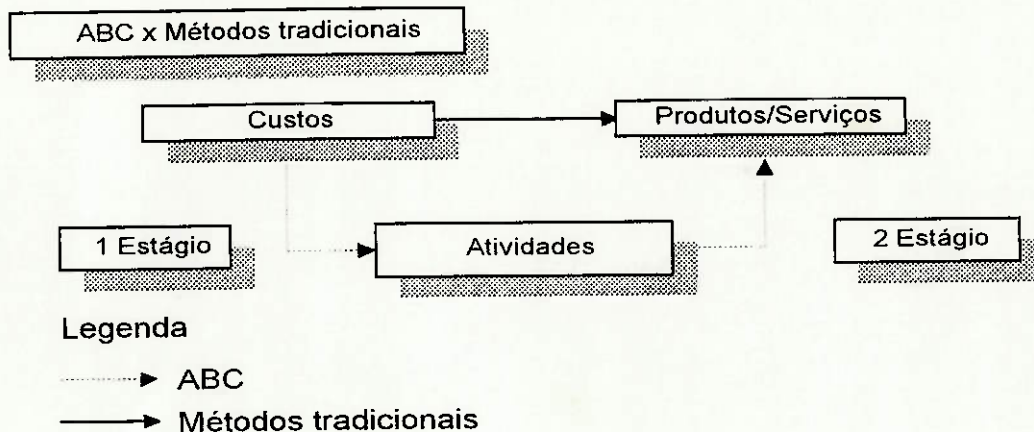 ABC x Métodos tradicionais
Custos
Produtos/Serviços
1 Estágio
Atividades
2 Estágio
Legenda
ABC
Métodos tradicionais